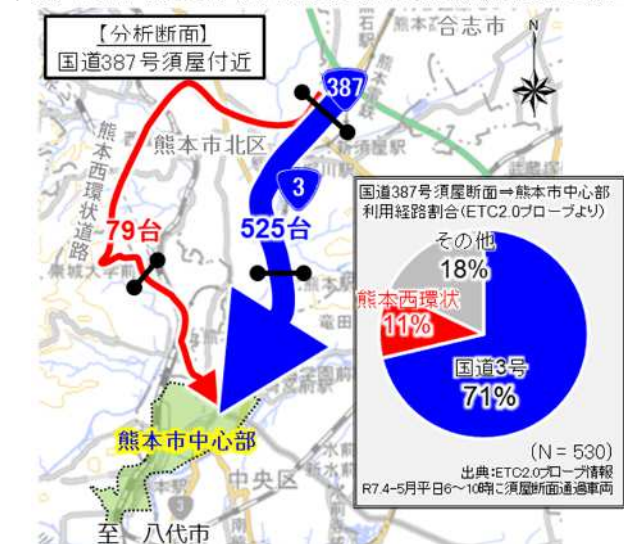 【分析断面】
国道387号須屋付近
合志市
N
387
3
熊本市北区
熊本西環状道路
79台
525台
国道387号須屋断面⇒熊本市中心部
利用経路割合(ETC2.0プローブより)
その他
18%
熊本西環状
11%
国道3号
71%
(N = 530)
出典:ETC2.0プローブ情報
R7.4-5月平日6～10時に須屋断面通過車両
熊本市中心部
中央区
3
至 八代市